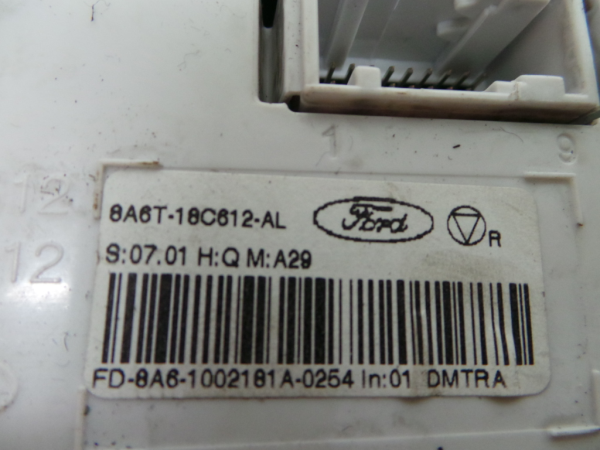 1 9
12
12
8A6T-18C612-AL Ford R
S:07.01 H:Q M:A29
FD-8A6-1002181A-0254 In:01 DMTRA